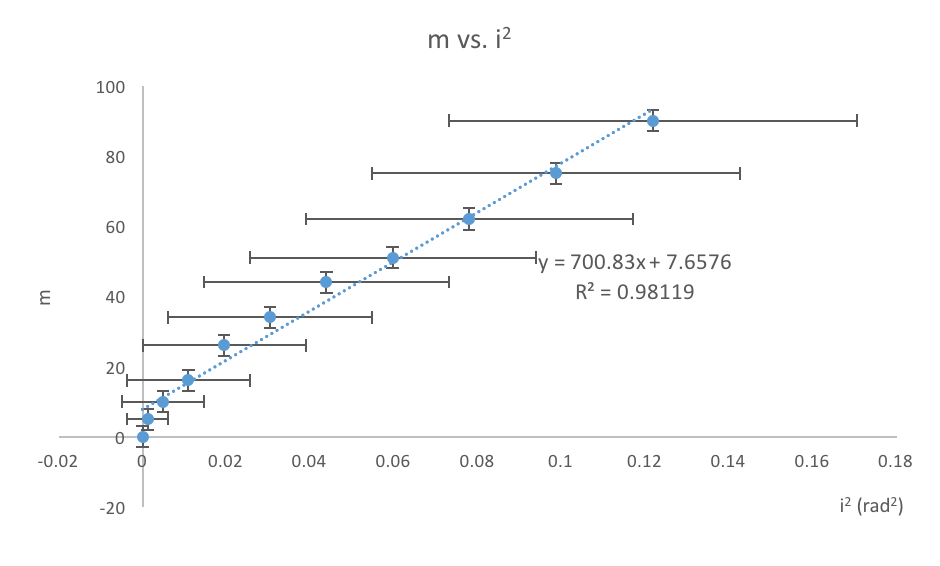 m vs. i²
100
80
60
40
20
0
-20
m
y = 700.83x + 7.6576
R² = 0.98119
-0.02 0 0.02 0.04 0.06 0.08 0.1 0.12 0.14 0.16 0.18
i² (rad²)